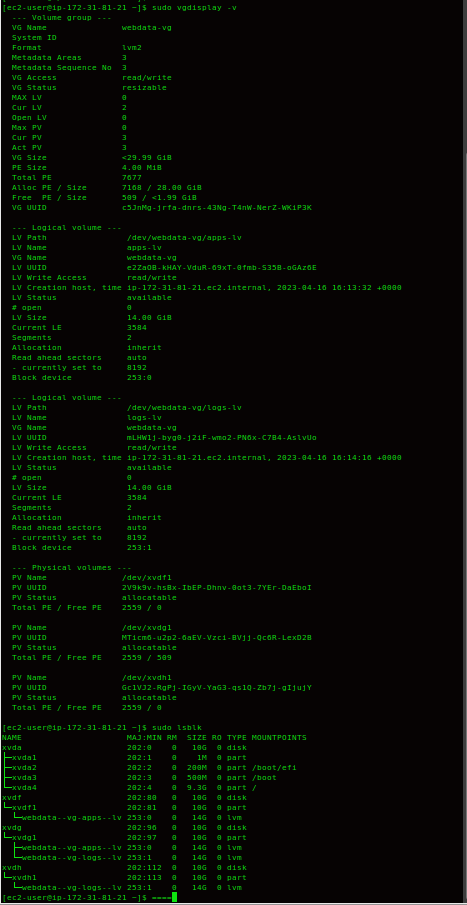 [ec2-user@ip-172-31-81-21 ~]$ sudo vgdisplay -v
--- Volume group ---
VG Name webdata-vg
System ID
Format lvm2
Metadata Areas 3
Metadata Sequence No 3
VG Access read/write
VG Status resizable
MAX LV 0
Cur LV 2
Open LV 0
Max PV 0
Cur PV 3
Act PV 3
VG Size <29.99 GiB
PE Size 4.00 MiB
Total PE 7677
Alloc PE / Size 7168 / 28.00 GiB
Free PE / Size 509 / <1.99 GiB
VG UUID c5JnMg-jrfa-dnrs-43Ng-T4nW-NerZ-WKiP3K
--- Logical volume ---
LV Path /dev/webdata-vg/apps-lv
LV Name apps-lv
VG Name webdata-vg
LV UUID e2ZaOB-kHAY-VduR-69xT-0fmb-S35B-oGAz6E
LV Write Access read/write
LV Creation host, time ip-172-31-81-21.ec2.internal, 2023-04-16 16:13:32 +0000
LV Status available
# open 0
LV Size 14.00 GiB
Current LE 3584
Segments 2
Allocation inherit
Read ahead sectors auto
- currently set to 8192
Block device 253:0
--- Logical volume ---
LV Path /dev/webdata-vg/logs-lv
LV Name logs-lv
VG Name webdata-vg
LV UUID mLHW1j-byg0-j2iF-wmo2-PN6x-C7B4-AslvUo
LV Write Access read/write
LV Creation host, time ip-172-31-81-21.ec2.internal, 2023-04-16 16:14:16 +0000
LV Status available
# open 0
LV Size 14.00 GiB
Current LE 3584
Segments 2
Allocation inherit
Read ahead sectors auto
- currently set to 8192
Block device 253:1
--- Physical volumes ---
PV Name /dev/xvdf1
PV UUID 2V9k9v-hsBx-IbEP-Dhnv-0ot3-7YEr-DaEboI
PV Status allocatable
Total PE / Free PE 2559 / 0
PV Name /dev/xvdg1
PV UUID MTicm6-u2p2-6aEV-Vzci-BVjj-Qc6R-LexD2B
PV Status allocatable
Total PE / Free PE 2559 / 509
PV Name /dev/xvdh1
PV UUID Gc1VJ2-RgPj-IGyV-YaG3-qs1Q-Zb7j-gIjujY
PV Status allocatable
Total PE / Free PE 2559 / 0
[ec2-user@ip-172-31-81-21 ~]$ sudo lsblk
NAME MAJ:MIN RM SIZE RO TYPE MOUNTPOINTS
xvda 202:0 0 10G 0 disk
├─xvda1 202:1 0 1M 0 part
├─xvda2 202:2 0 200M 0 part /boot/efi
├─xvda3 202:3 0 500M 0 part /boot
└─xvda4 202:4 0 9.3G 0 part /
xvdf 202:80 0 10G 0 disk
└─xvdf1 202:81 0 10G 0 part
└─webdata--vg-apps--lv 253:0 0 14G 0 lvm
xvdg 202:96 0 10G 0 disk
└─xvdg1 202:97 0 10G 0 part
├─webdata--vg-apps--lv 253:0 0 14G 0 lvm
└─webdata--vg-logs--lv 253:1 0 14G 0 lvm
xvdh 202:112 0 10G 0 disk
└─xvdh1 202:113 0 10G 0 part
└─webdata--vg-logs--lv 253:1 0 14G 0 lvm
[ec2-user@ip-172-31-81-21 ~]$ ====